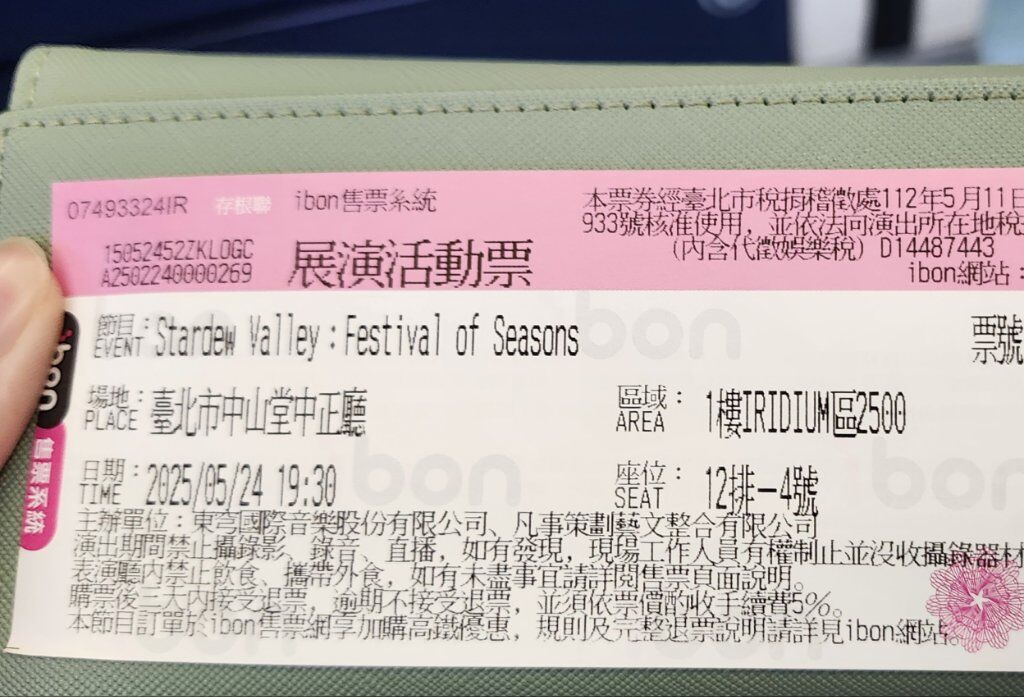 07493324IR 存根聯 ibon售票系統
本票券經臺北市稅捐稽徵處112年5月11日
933號核准使用，並依法向演出所在地稅
(內含代徵娛樂稅) D14487443
15052452ZKLOGC
A2502240000269
展演活動票
ibon網站：
節目：Stardew Valley：Festival of Seasons
EVENT
票號
場地：臺北市中山堂中正廳
PLACE
區域：1樓IRIDIUM區2500
AREA
日期：2025/05/24 19:30
TIME
座位：12排－4號
SEAT
主辦單位：東穹國際音樂股份有限公司、凡事策劃藝文整合有限公司
演出期間禁止攝錄影、錄音、直播，如有發現，現場工作人員有權制止並沒收攝錄器材
表演廳內禁止飲食、攜帶外食，如有未盡事宜請詳閱售票頁面說明。
購票後三天內接受退票，逾期不接受退票，並須依票價酌收手續費5%。
本節目訂單於ibon售票網享加購高鐵優惠，規則及完整退票說明請詳見ibon網站。
ibon
售票系統